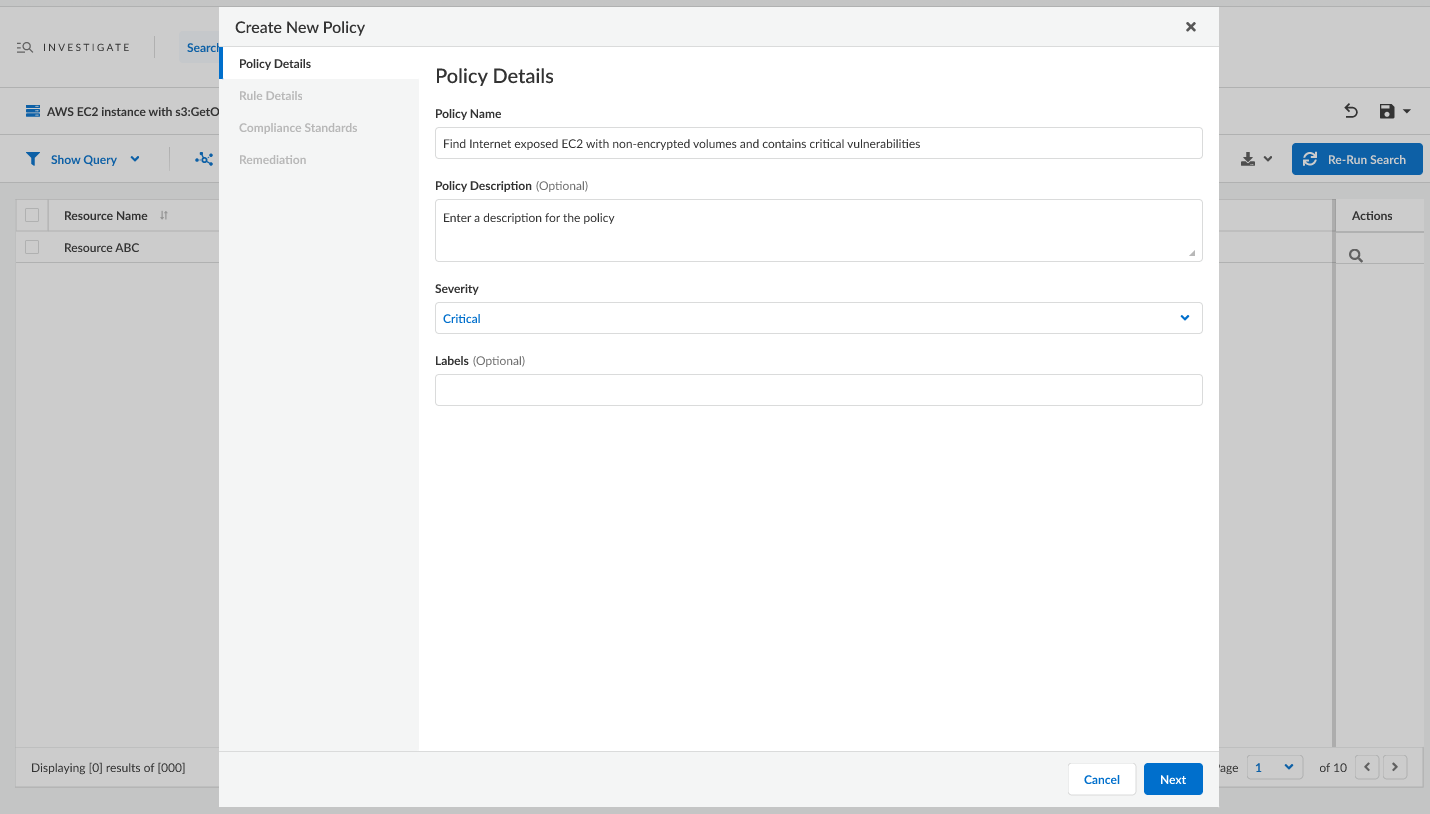 Create New Policy
INVESTIGATE
Policy Details
Rule Details
Compliance Standards
Remediation
Policy Details
Policy Name
Find Internet exposed EC2 with non-encrypted volumes and contains critical vulnerabilities
Policy Description (Optional)
Enter a description for the policy
Severity
Critical
Labels (Optional)
Cancel
Next
AWS EC2 instance with s3:GetO
Show Query
Re-Run Search
Resource Name
Actions
Resource ABC
Displaying [0] results of [000]
1
of 10